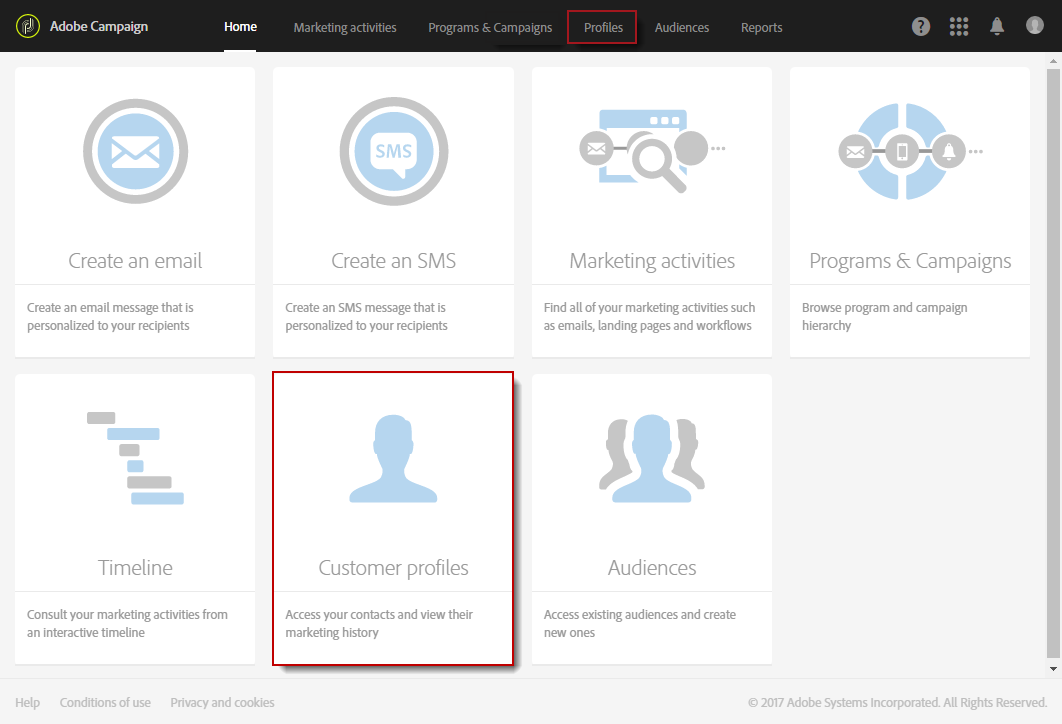 Adobe Campaign
Home
Marketing activities
Programs & Campaigns
Profiles
Audiences
Reports
?
SMS
Create an email
Create an SMS
Marketing activities
Programs & Campaigns
Create an email message that is
personalized to your recipients
Create an SMS message that is
personalized to your recipients
Find all of your marketing activities such
as emails, landing pages and workflows
Browse program and campaign
hierarchy
Timeline
Customer profiles
Audiences
Consult your marketing activities from
an interactive timeline
Access your contacts and view their
marketing history
Access existing audiences and create
new ones
Help
Conditions of use
Privacy and cookies
© 2017 Adobe Systems Incorporated. All Rights Reserved.